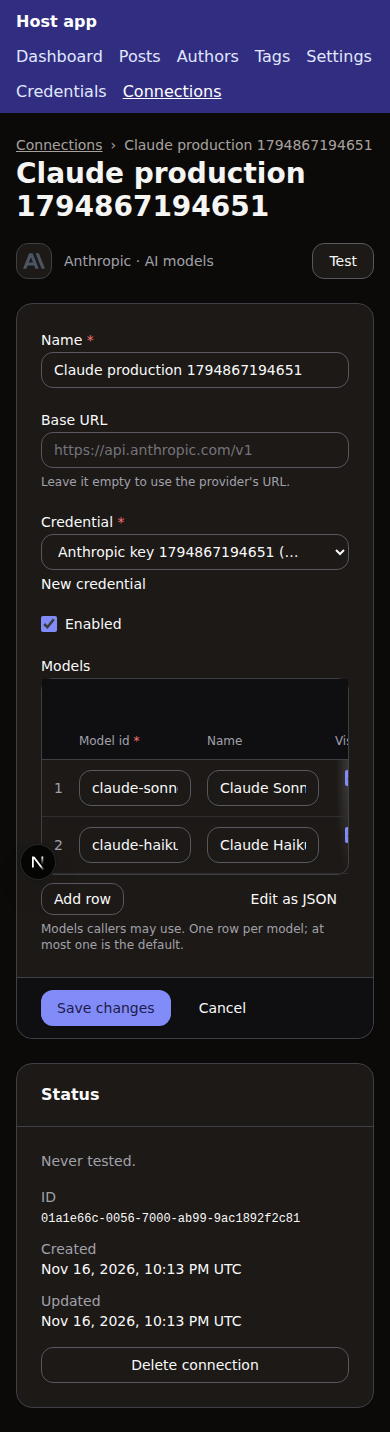 Host app
Dashboard Posts Authors Tags Settings
Credentials Connections
Connections › Claude production 1794867194651
Claude production
1794867194651
Anthropic · AI models Test
Name *
Claude production 1794867194651
Base URL
https://api.anthropic.com/v1
Leave it empty to use the provider's URL.
Credential *
Anthropic key 1794867194651 (...
New credential
Enabled
Models
Model id * Name Vis
1 claude-sonn Claude Sonn
2 claude-haiku Claude Haiku
Add row Edit as JSON
Models callers may use. One row per model; at
most one is the default.
Save changes Cancel
Status
Never tested.
ID
01a1e66c-0056-7000-ab99-9ac1892f2c81
Created
Nov 16, 2026, 10:13 PM UTC
Updated
Nov 16, 2026, 10:13 PM UTC
Delete connection